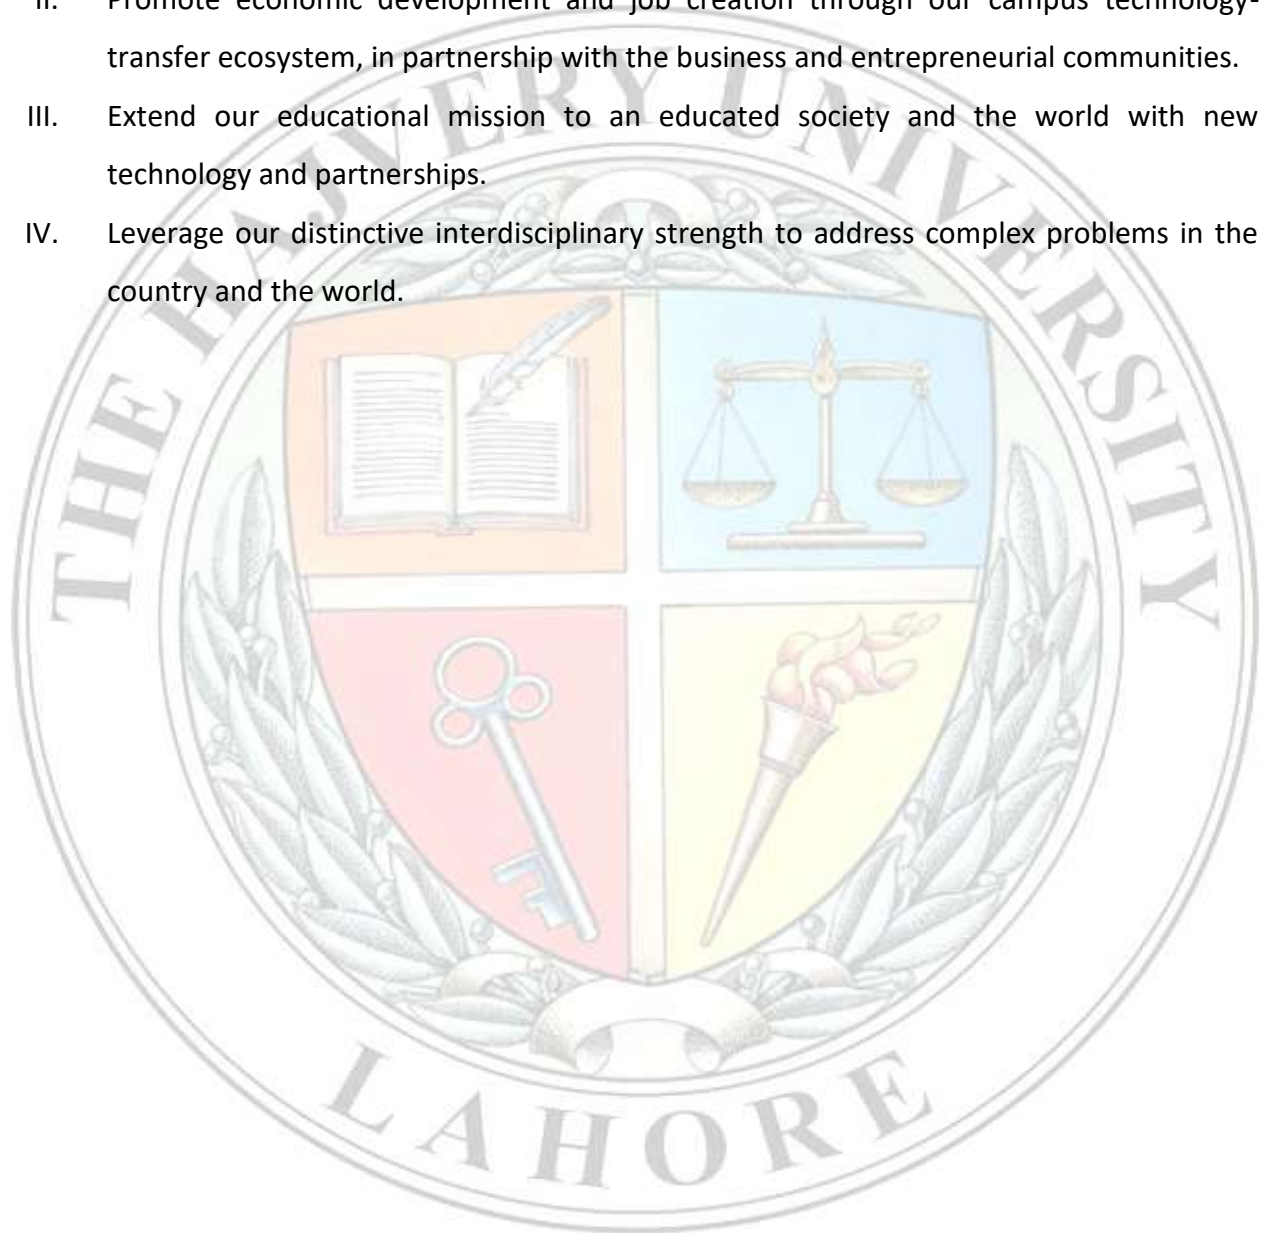 II. Promote economic development and job creation through our campus technology-
transfer ecosystem, in partnership with the business and entrepreneurial communities.
III. Extend our educational mission to an educated society and the world with new
technology and partnerships.
IV. Leverage our distinctive interdisciplinary strength to address complex problems in the
country and the world.
THE HAJVERY UNIVERSITY
LAHORE